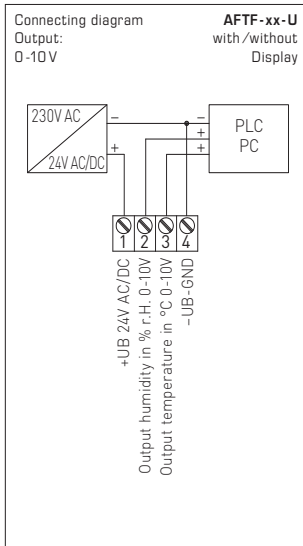 Connecting diagram
Output:
0-10 V
AFTF-xx-U
with/without
Display
230V AC
24V AC/DC
–
+
–
+
+
PLC
PC
1 2 3 4
+UB 24V AC/DC
Output humidity in % r.H. 0-10V
Output temperature in °C 0-10V
–UB-GND